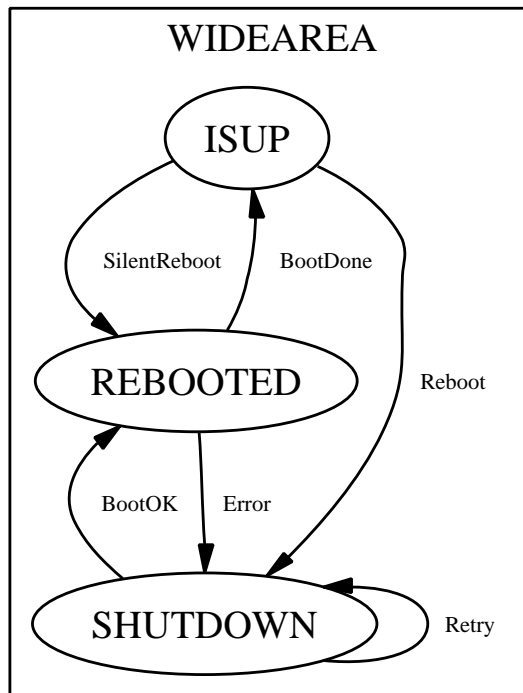 WIDEAREA
ISUP
SilentReboot
BootDone
REBOOTED
Reboot
BootOK
Error
SHUTDOWN
Retry